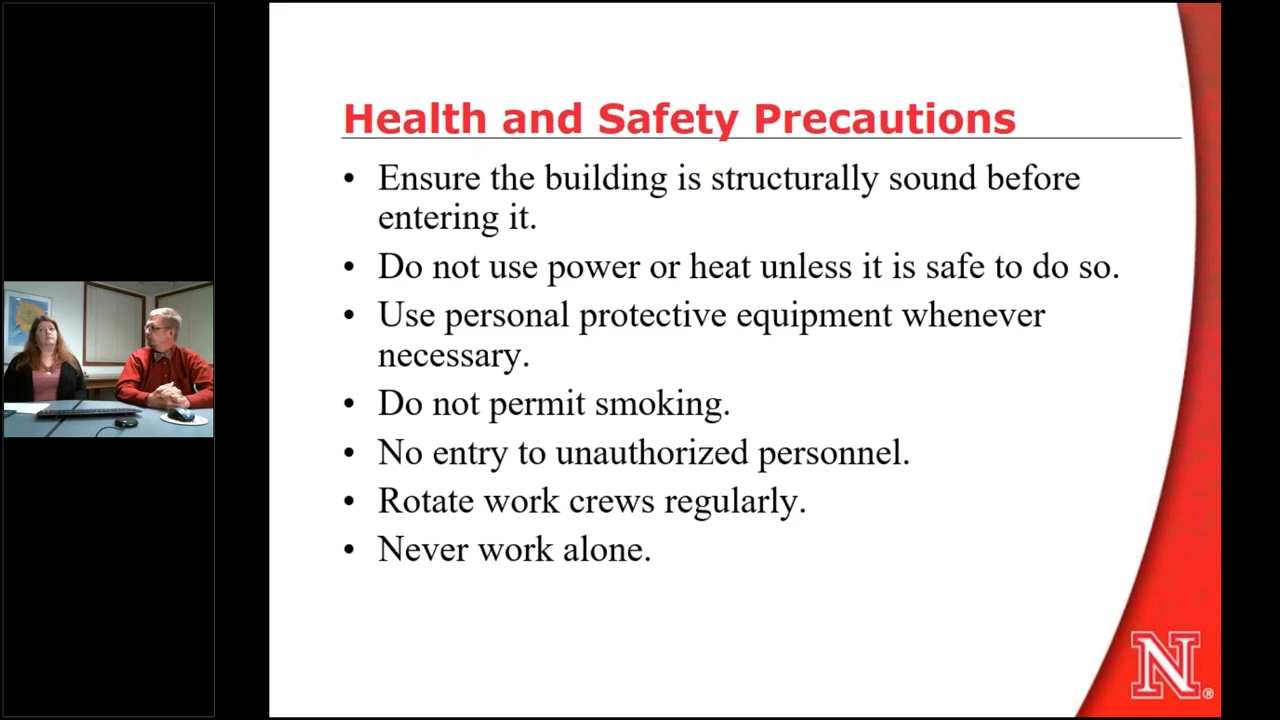 Health and Safety Precautions
• Ensure the building is structurally sound before
entering it.
• Do not use power or heat unless it is safe to do so.
• Use personal protective equipment whenever
necessary.
• Do not permit smoking.
• No entry to unauthorized personnel.
• Rotate work crews regularly.
• Never work alone.
N®